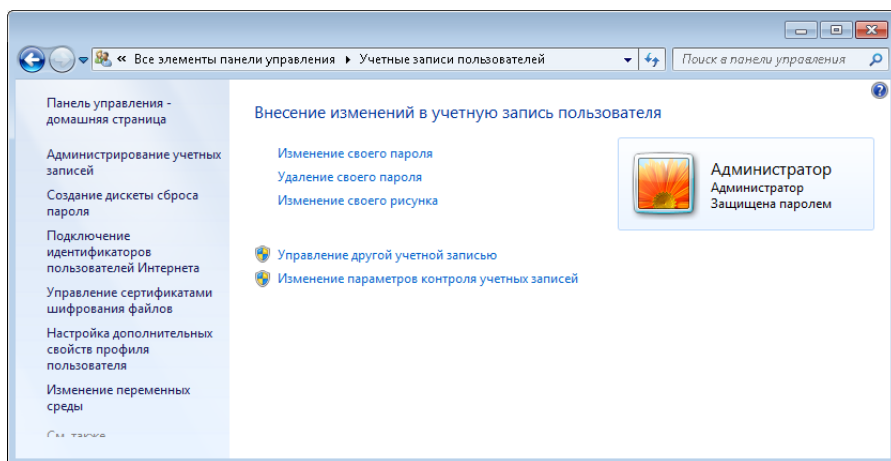 « Все элементы панели управления ▸ Учетные записи пользователей
Поиск в панели управления
Панель управления -
домашняя страница
Администрирование учетных
записей
Создание дискеты сброса
пароля
Подключение
идентификаторов
пользователей Интернета
Управление сертификатами
шифрования файлов
Настройка дополнительных
свойств профиля
пользователя
Изменение переменных
среды
См. также
Внесение изменений в учетную запись пользователя
Изменение своего пароля
Удаление своего пароля
Изменение своего рисунка
Управление другой учетной записью
Изменение параметров контроля учетных записей
Администратор
Администратор
Защищена паролем